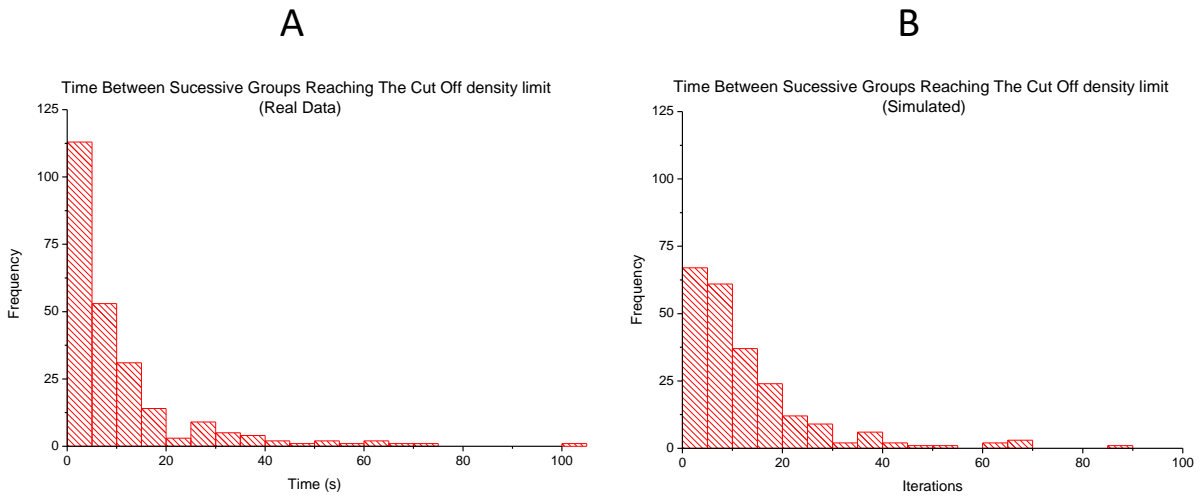 A
B
Time Between Sucessive Groups Reaching The Cut Off density limit
(Real Data)
125
100
75
50
25
0
Frequency
0
20
40
60
80
100
Time (s)
Time Between Sucessive Groups Reaching The Cut Off density limit
(Simulated)
125
100
75
50
25
0
Frequency
0
20
40
60
80
100
Iterations